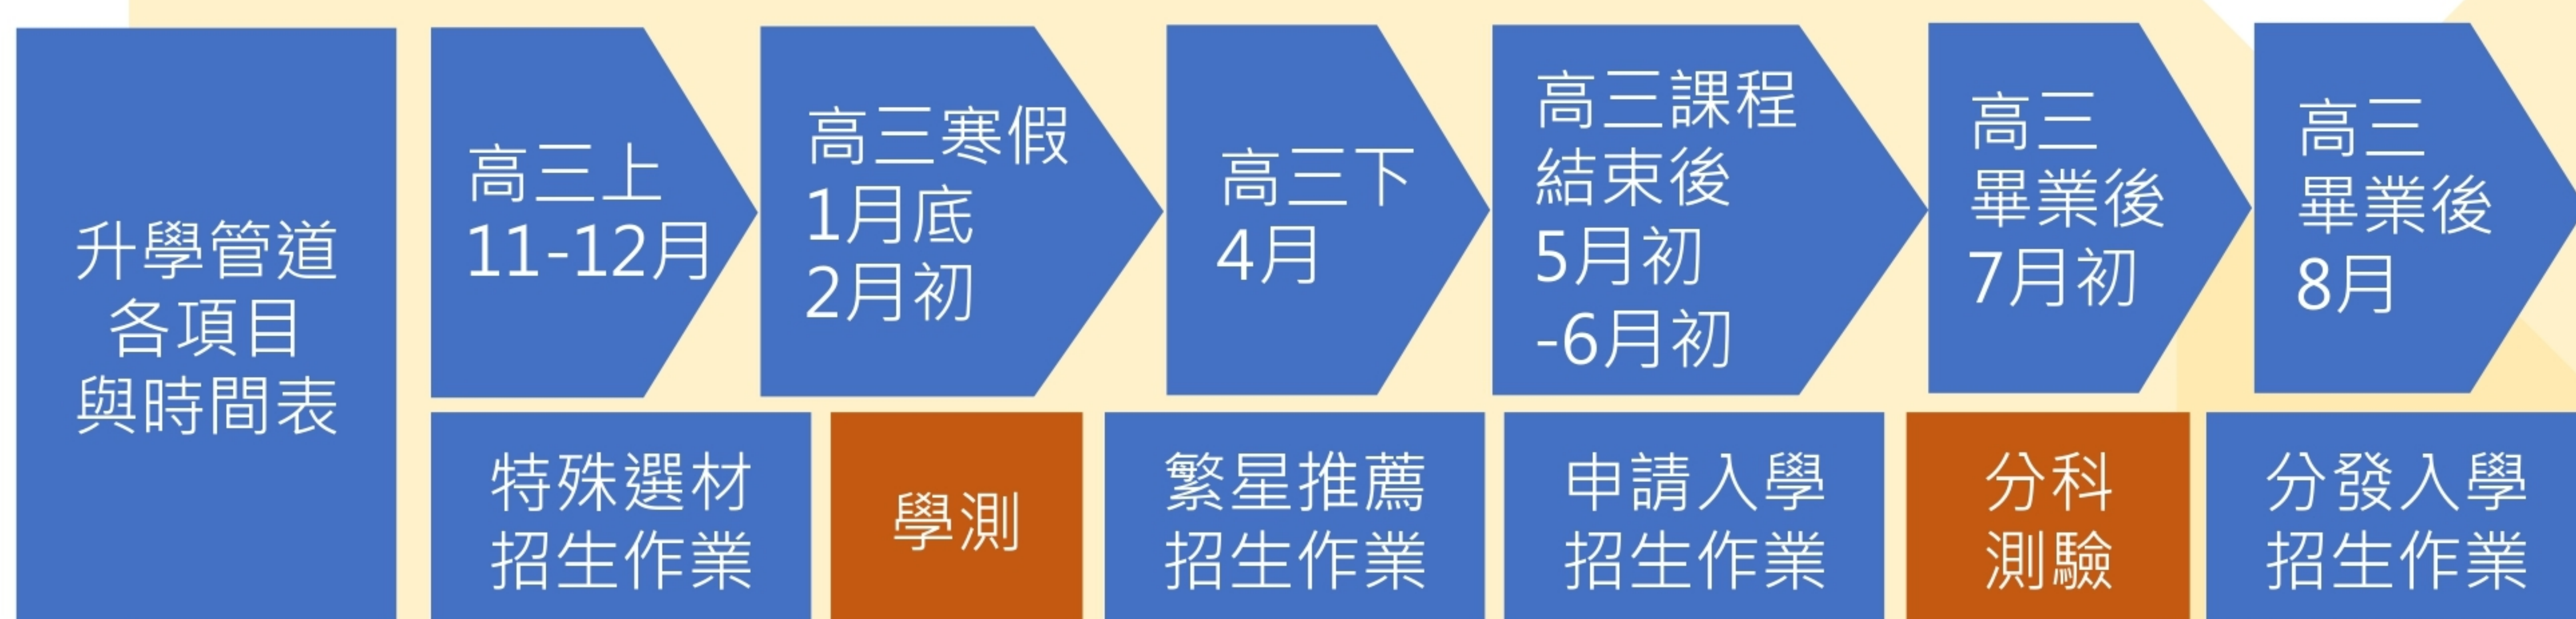 升學管道
各項目
與時間表
高三上
11-12月
高三寒假
1月底
2月初
高三下
4月
高三課程
結束後
5月初
-6月初
高三
畢業後
7月初
高三
畢業後
8月
特殊選材
招生作業
學測
繁星推薦
招生作業
申請入學
招生作業
分科
測驗
分發入學
招生作業